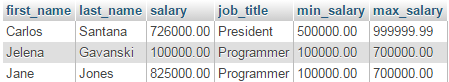 first_name last_name salary job_title min_salary max_salary
Carlos Santana 726000.00 President 500000.00 999999.99
Jelena Gavanski 100000.00 Programmer 100000.00 700000.00
Jane Jones 825000.00 Programmer 100000.00 700000.00